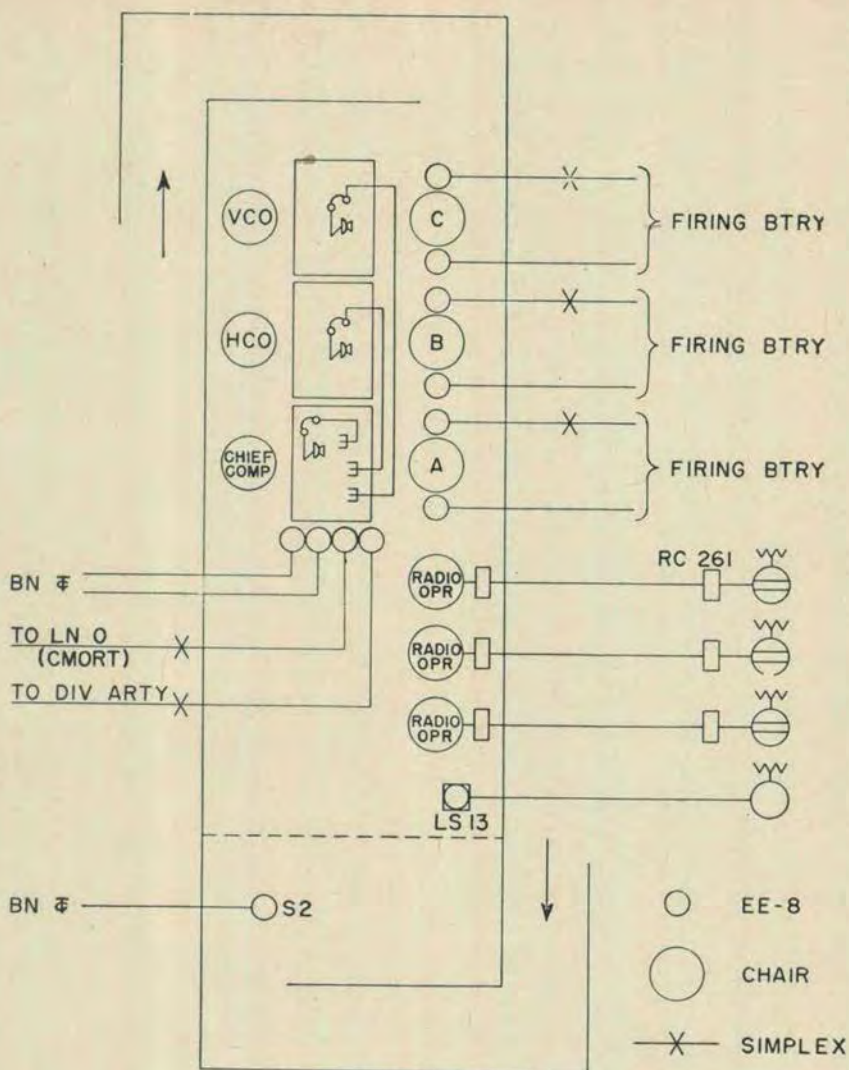 VCO
C
FIRING BTRY
HCO
B
FIRING BTRY
CHIEF
COMP
A
FIRING BTRY
BN
RADIO
OPR
RC 261
TO LN O
(CMORT)
RADIO
OPR
TO DIV ARTY
RADIO
OPR
LS 13
BN
S2
EE-8
CHAIR
SIMPLEX